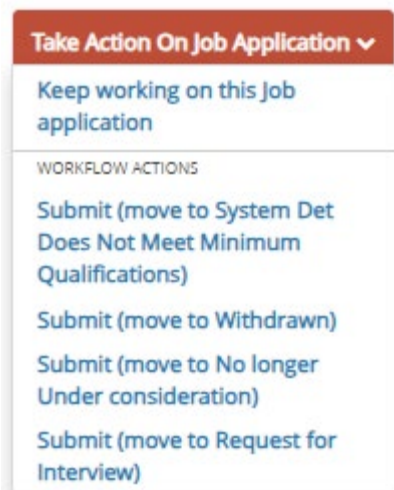 Take Action On Job Application
Keep working on this Job
application
WORKFLOW ACTIONS
Submit (move to System Det
Does Not Meet Minimum
Qualifications)
Submit (move to Withdrawn)
Submit (move to No longer
Under consideration)
Submit (move to Request for
Interview)